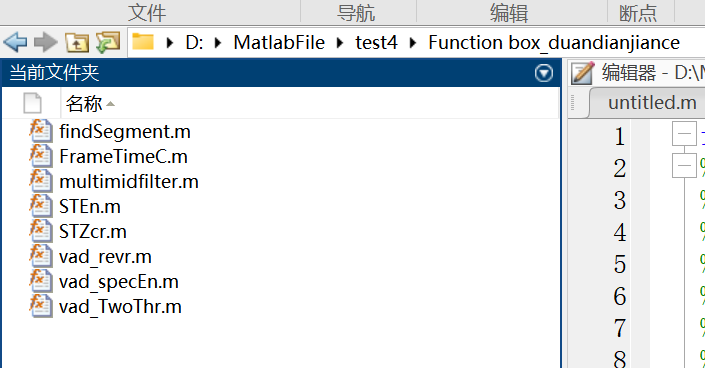 文件 导航 编辑 断点
D: MatlabFile test4 Function box_duandianjiance
当前文件夹
编辑器 - D:\M
名称
untitled.m
findSegment.m
FrameTimeC.m
multimidfilter.m
STEn.m
STZcr.m
vad_revr.m
vad_specEn.m
vad_TwoThr.m
1
2 %
3 %
4 %
5 %
6 %
7 %
8 %